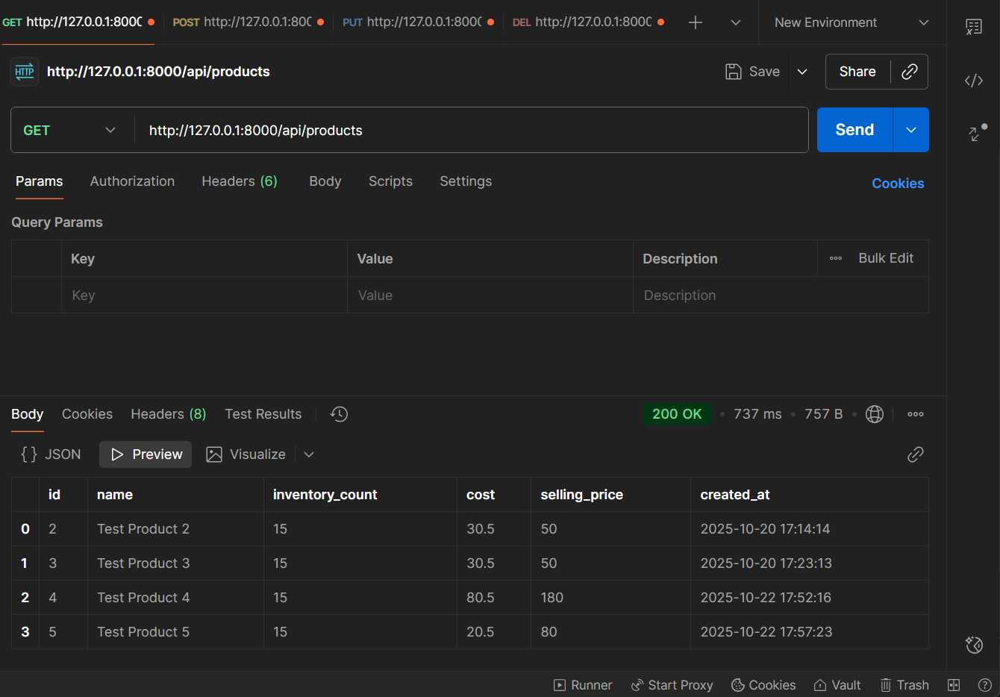 GET http://127.0.0.1:8000 POST http://127.0.0.1:800 PUT http://127.0.0.1:8000 DEL http://127.0.0.1:8000 New Environment
HTTP http://127.0.0.1:8000/api/products Save Share
GET http://127.0.0.1:8000/api/products Send
Params Authorization Headers (6) Body Scripts Settings Cookies
Query Params
Key Value Description Bulk Edit
Key Value Description
Body Cookies Headers (8) Test Results 200 OK • 737 ms • 757 B
{} JSON Preview Visualize
id name inventory_count cost selling_price created_at
0 2 Test Product 2 15 30.5 50 2025-10-20 17:14:14
1 3 Test Product 3 15 30.5 50 2025-10-20 17:23:13
2 4 Test Product 4 15 80.5 180 2025-10-22 17:52:16
3 5 Test Product 5 15 20.5 80 2025-10-22 17:57:23
Runner Start Proxy Cookies Vault Trash